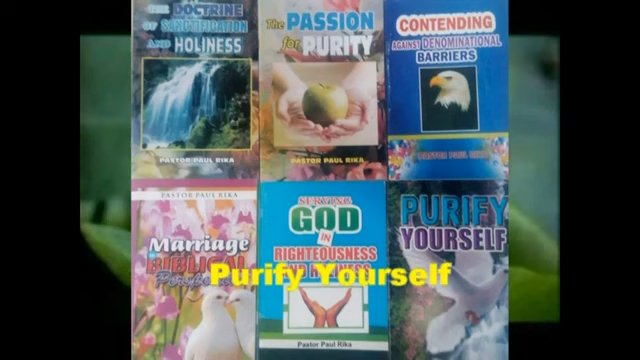 THE DOCTRINE
OF SANCTIFICATION
AND HOLINESS
PASTOR PAUL RIKA
The PASSION
for PURITY
PASTOR PAUL RIKA
CONTENDING
AGAINST DENOMINATIONAL
BARRIERS
PASTOR PAUL RIKA
PASTOR PAUL RIKA
Marriage
BIBLICAL
SERVING
GOD
IN
RIGHTEOUSNESS
AND HOLINESS
Pastor Paul Rika
PURIFY
YOURSELF
Purify Yourself